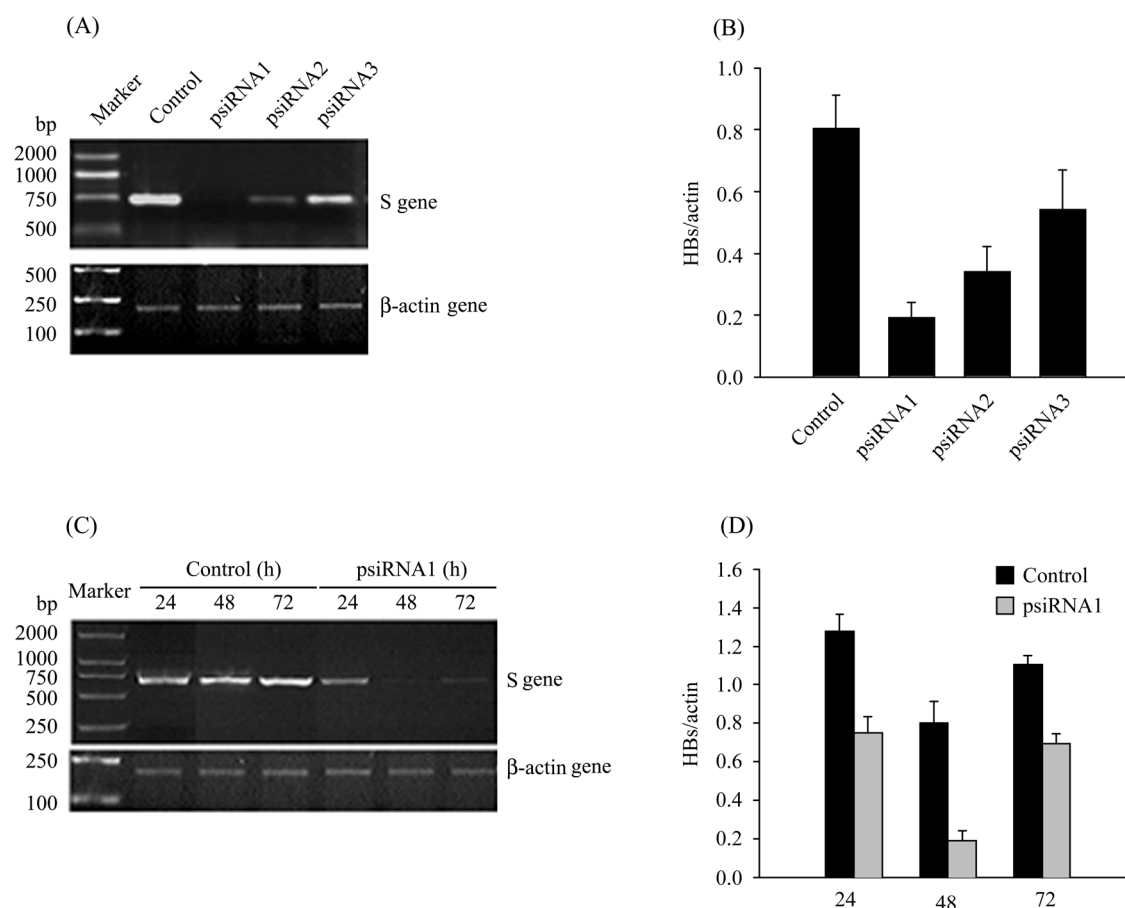 (A)
Marker Control psiRNA1 psiRNA2 psiRNA3
bp
2000
1000
750
500
S gene
500
250
100
β-actin gene
(B)
1.0
0.8
0.6
0.4
0.2
0.0
HBs/actin
Control psiRNA1 psiRNA2 psiRNA3
(C)
Control (h) psiRNA1 (h)
Marker
bp 24 48 72 24 48 72
2000
1000
750
500
250
S gene
250
100
β-actin gene
(D)
1.6
1.4
1.2
1.0
0.8
0.6
0.4
0.2
0.0
HBs/actin
Control
psiRNA1
24 48 72